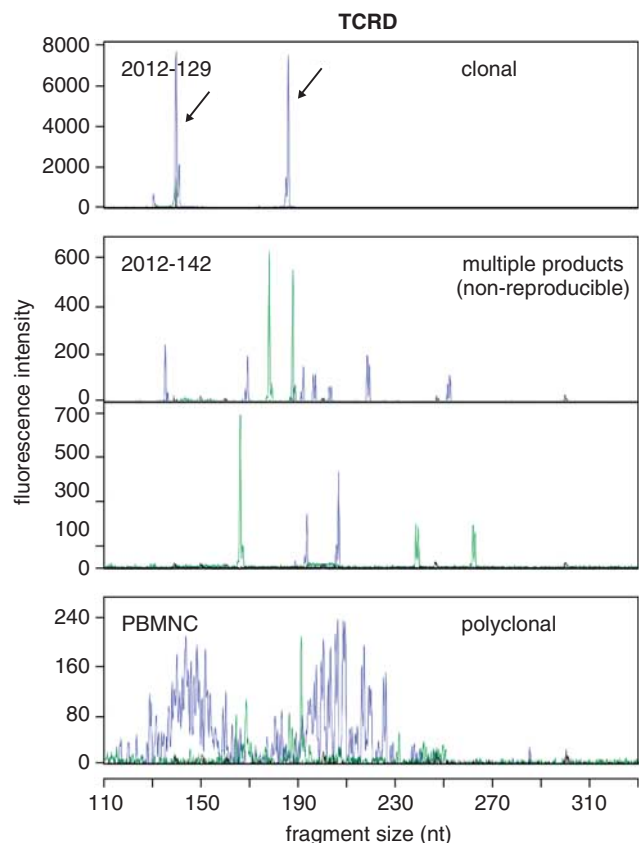 TCRD
8000
6000
4000
2000
0
2012-129
clonal
600
400
200
0
2012-142
multiple products
(non-reproducible)
fluorescence intensity
700
500
300
100
0
240
160
80
0
PBMNC
polyclonal
110 150 190 230 270 310
fragment size (nt)